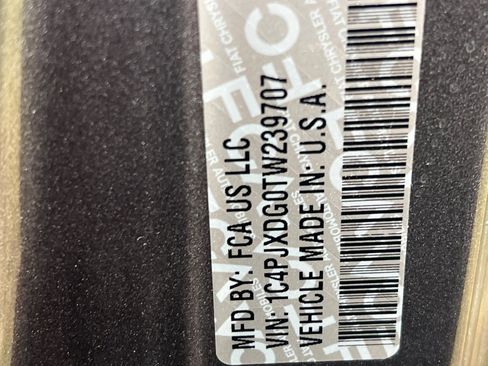 MFD BY: FCA US LLC
VIN: 1C4PJXDG0TW239707
VEHICLE MADE IN: U.S.A.